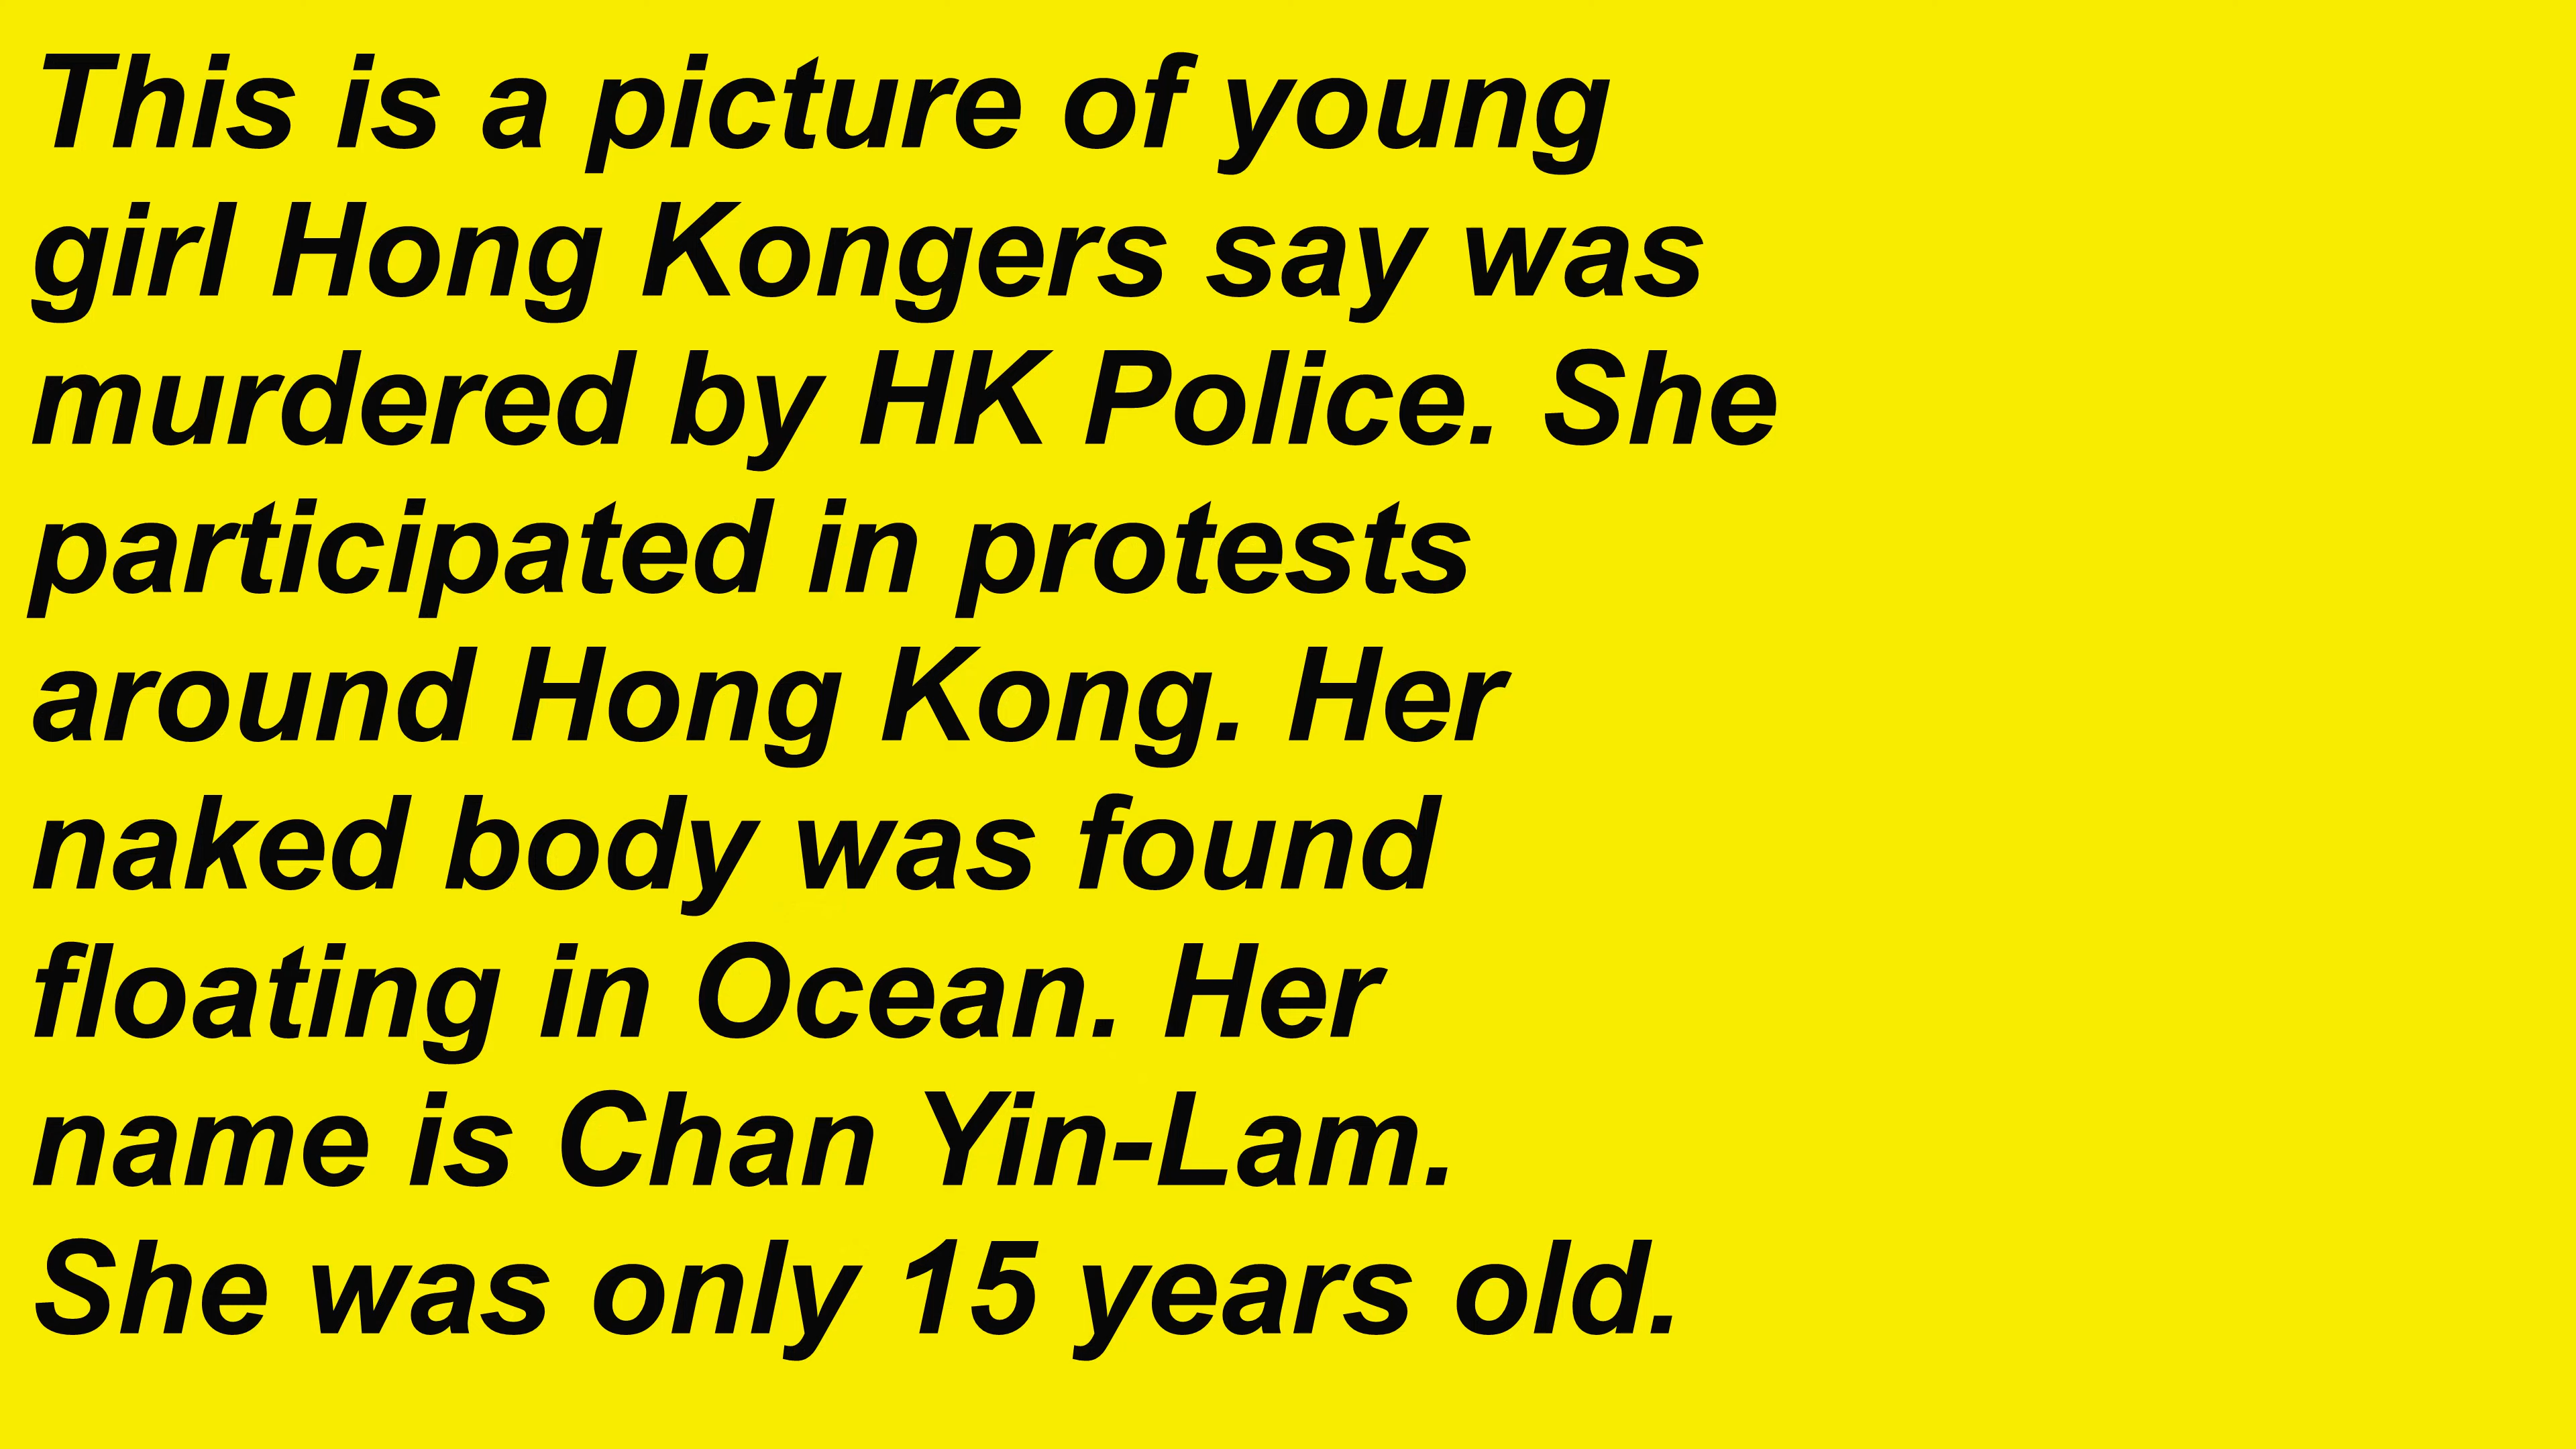 This is a picture of young
girl Hong Kongers say was
murdered by HK Police. She
participated in protests
around Hong Kong. Her
naked body was found
floating in Ocean. Her
name is Chan Yin-Lam.
She was only 15 years old.